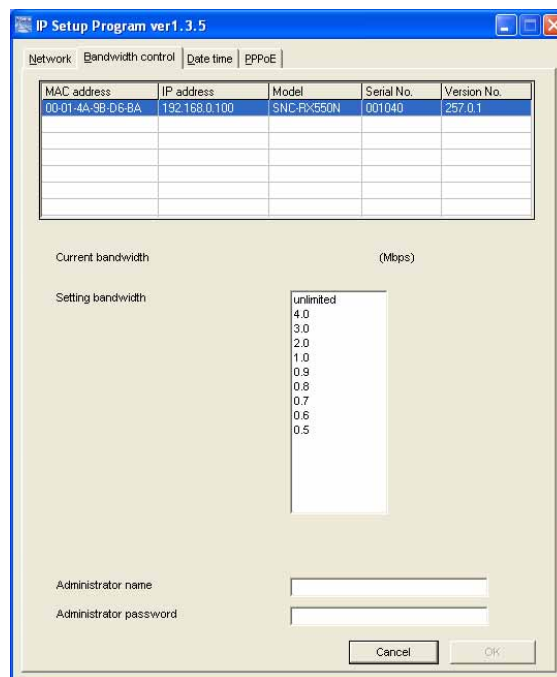 IP Setup Program ver1.3.5
Network Bandwidth control Date time PPPoE
MAC address IP address Model Serial No. Version No.
00-01-4A-9B-D6-BA 192.168.0.100 SNC-RX550N 001040 257.0.1
Current bandwidth (Mbps)
Setting bandwidth
unlimited
4.0
3.0
2.0
1.0
0.9
0.8
0.7
0.6
0.5
Administrator name
Administrator password
Cancel OK